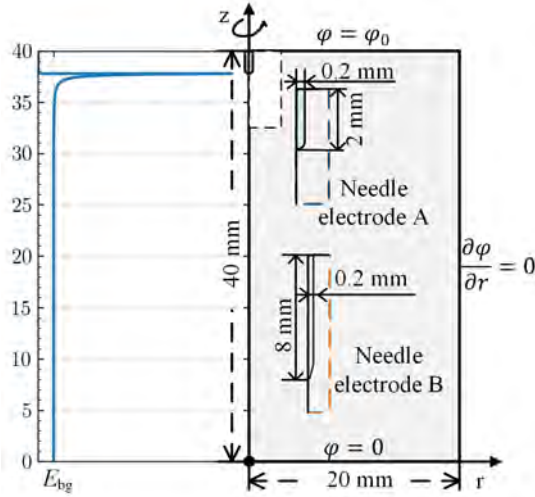 z
φ = φ₀
40
35
30
25
20
15
10
5
0
E_bg
0.2 mm
2 mm
Needle
electrode A
40 mm
∂φ/∂r = 0
0.2 mm
8 mm
Needle
electrode B
φ = 0
20 mm
r